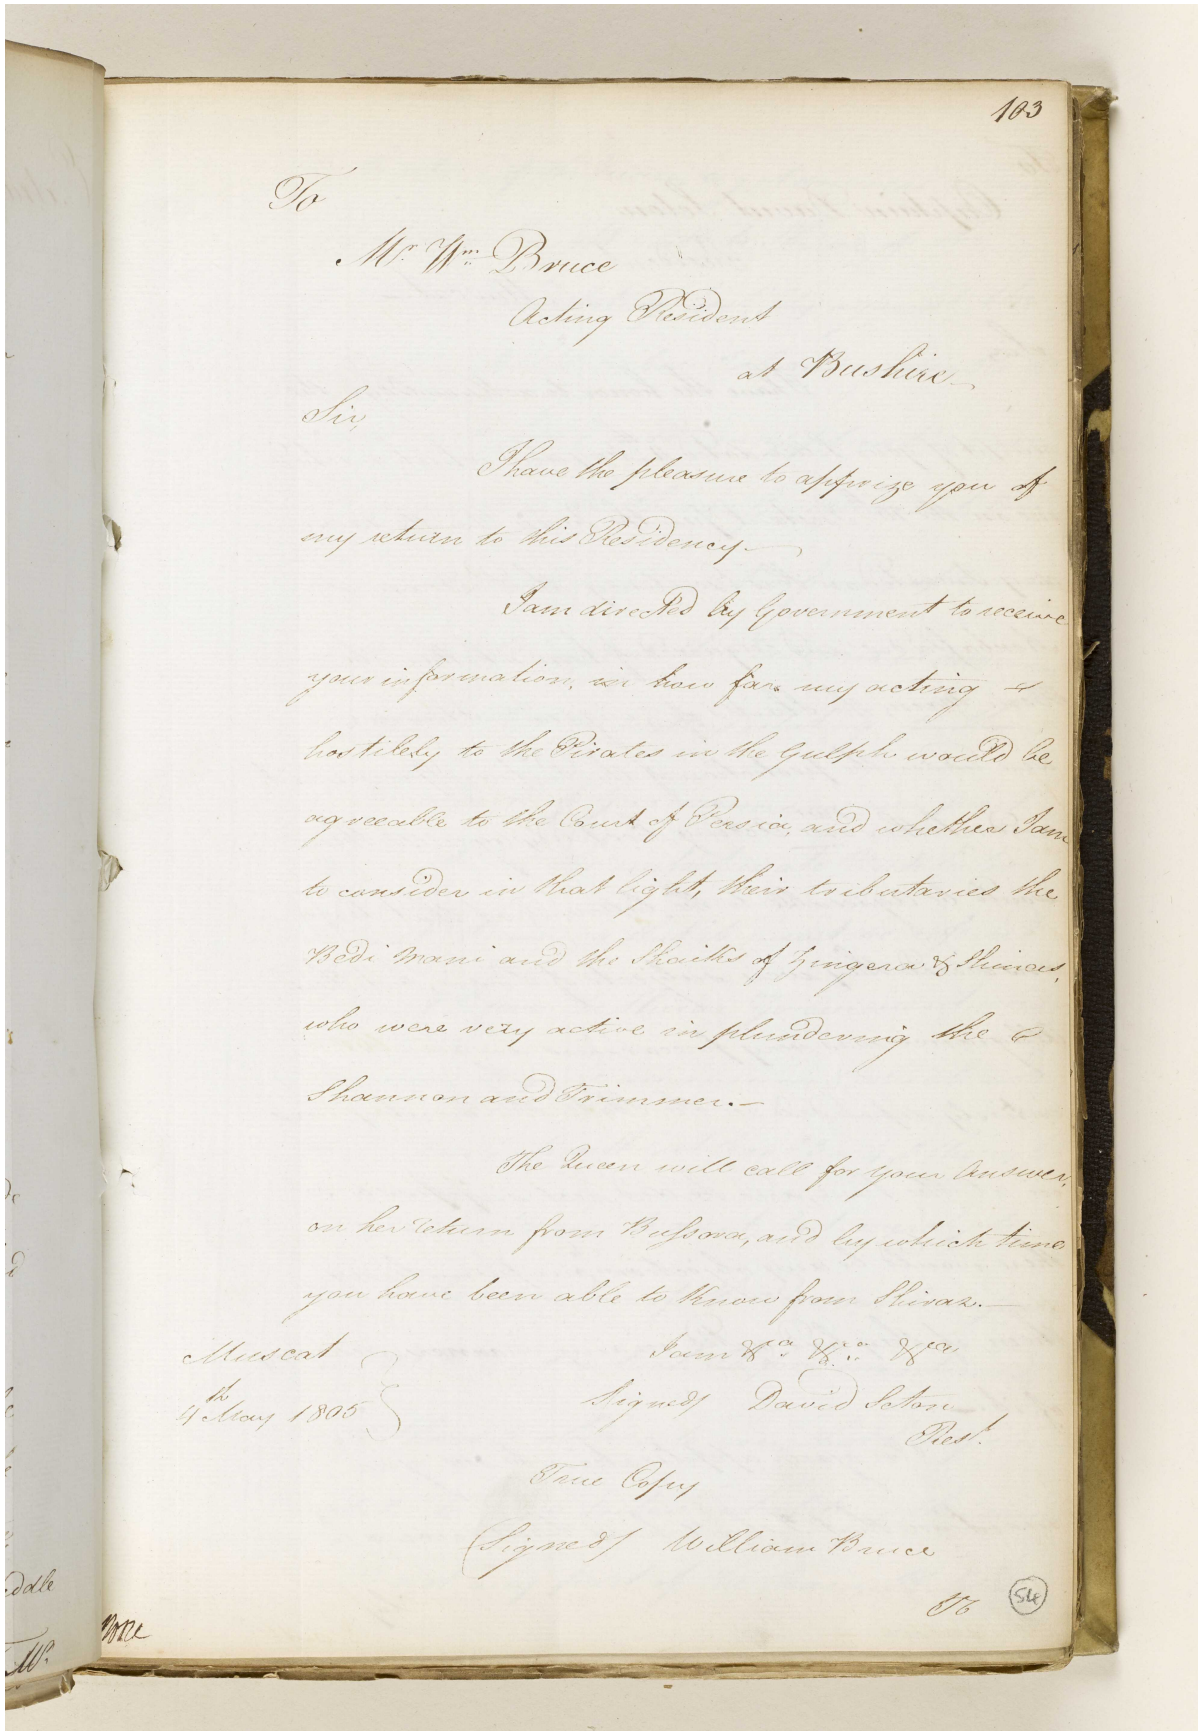 103
To
Mr. Wm. Bruce
Acting Resident
at Bushire
Sir,
I have the pleasure to apprize you of
my return to this Residency
I am directed by Government to receive
your information, in how far my acting
hostilely to the Pirates in the Gulph would be
agreeable to the Court of Persia, and whether I am
to consider in that light, their tributaries the
Bedi Mani and the Shaiks of Lingera & Shinas,
who were very active in plundering the
Shannon and Trimmer.
The Queen will call for your Answer,
on her return from Bussora, and by which time
you have been able to know from Shiraz.
Muscat
4th May 1805
I am &ca &ca &ca
Signed/ David Seton
Rest.
True Copy
(Signed/ William Bruce
To
54
ddle
Mr.